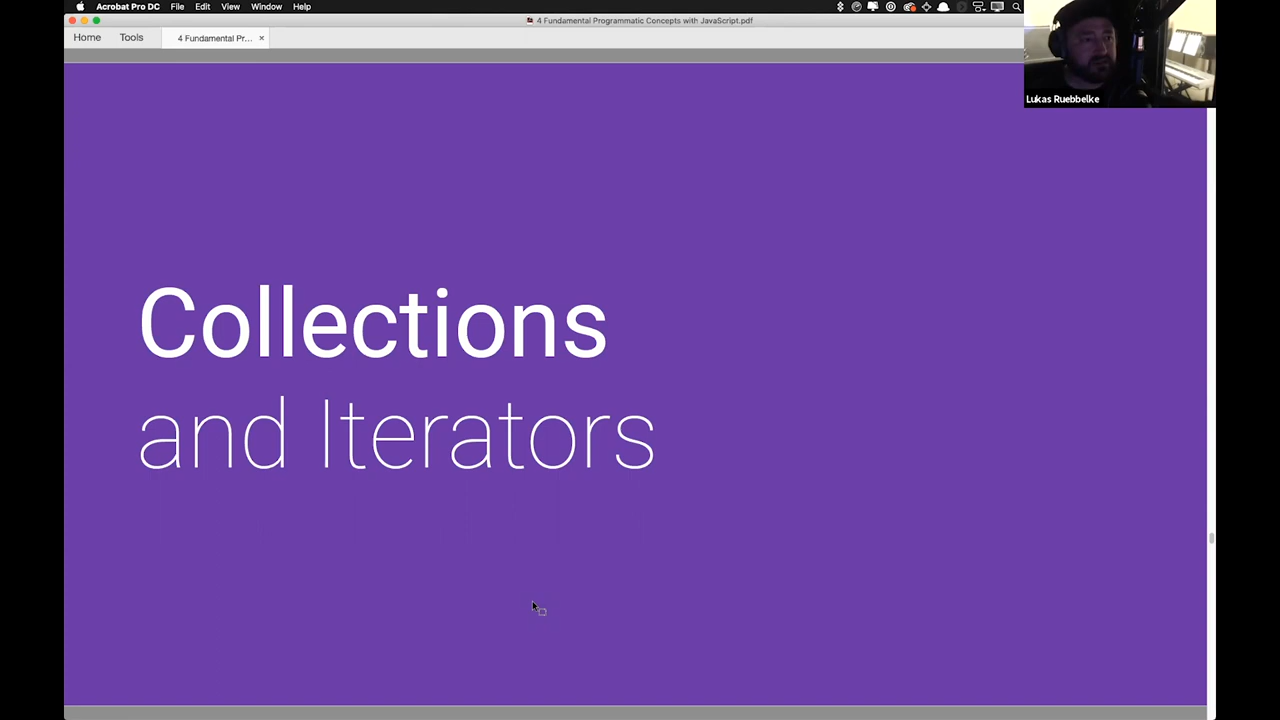 Acrobat Pro DC File Edit View Window Help
4 Fundamental Programmatic Concepts with JavaScript.pdf
Home Tools 4 Fundamental Pr... ×
Lukas Ruebbelke
Collections
and Iterators